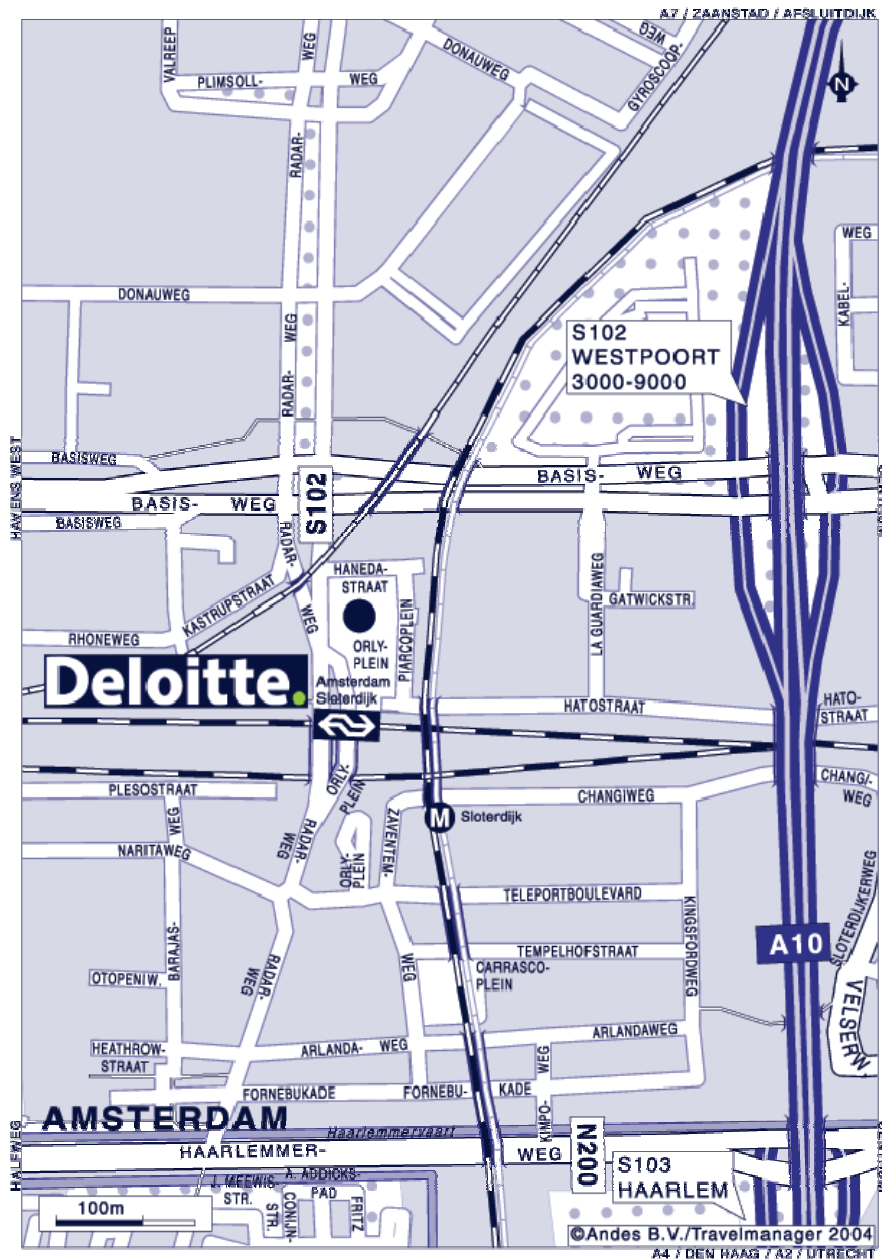 A7 / ZAANSTAD / AFSLUITDIJK
VALREEP
WEG
WEG
DONAUWEG
GYROSCOOP-
PLIMSOLL-
WEG
N
RADAR-
WEG
DONAUWEG
KABEL-
WEG
RADAR-
S102
WESTPOORT
3000-9000
HAVENS WEST
BASISWEG
BASIS-
WEG
S102
BASIS-
WEG
BASISWEG
RADAR-
WEG
HANEDA-
STRAAT
KASTRUPSTRAAT
LA GUARDIAWEG
GATWICKSTR.
PIARCOPLEIN
RHONEWEG
ORLY-
PLEIN
Deloitte.
Amsterdam
Sloterdijk
HATOSTRAAT
HATO-
STRAAT
PLESOSTRAAT
ORLY-
PLEIN
CHANGIWEG
CHANGI-
WEG
M
Sloterdijk
WEG
RADAR-
WEG
ZAVENTEM-
NARITAWEG
ORLY-
PLEIN
SLOTERDIJKERWEG
TELEPORTBOULEVARD
KINGSFORDWEG
BARAJAS-
A10
TEMPELHOFSTRAAT
RADAR-
WEG
WEG
CARRASCO-
PLEIN
OTOPENIW.
VELSERW.
ARLANDAWEG
HEATHROW-
STRAAT
ARLANDA-
WEG
WEG
FORNEBUKADE
FORNEBU-
KADE
KIMPO-
AMSTERDAM
Haarlemmervaart
HALFWEG
HAARLEMMER-
WEG
N200
S103
HAARLEM
J. MEEWIS
STR.
A. ADDICKS-
PAD
CONIJN-
STR.
FRITZ
100m
©Andes B.V./Travelmanager 2004
A4 / DEN HAAG / A2 / UTRECHT